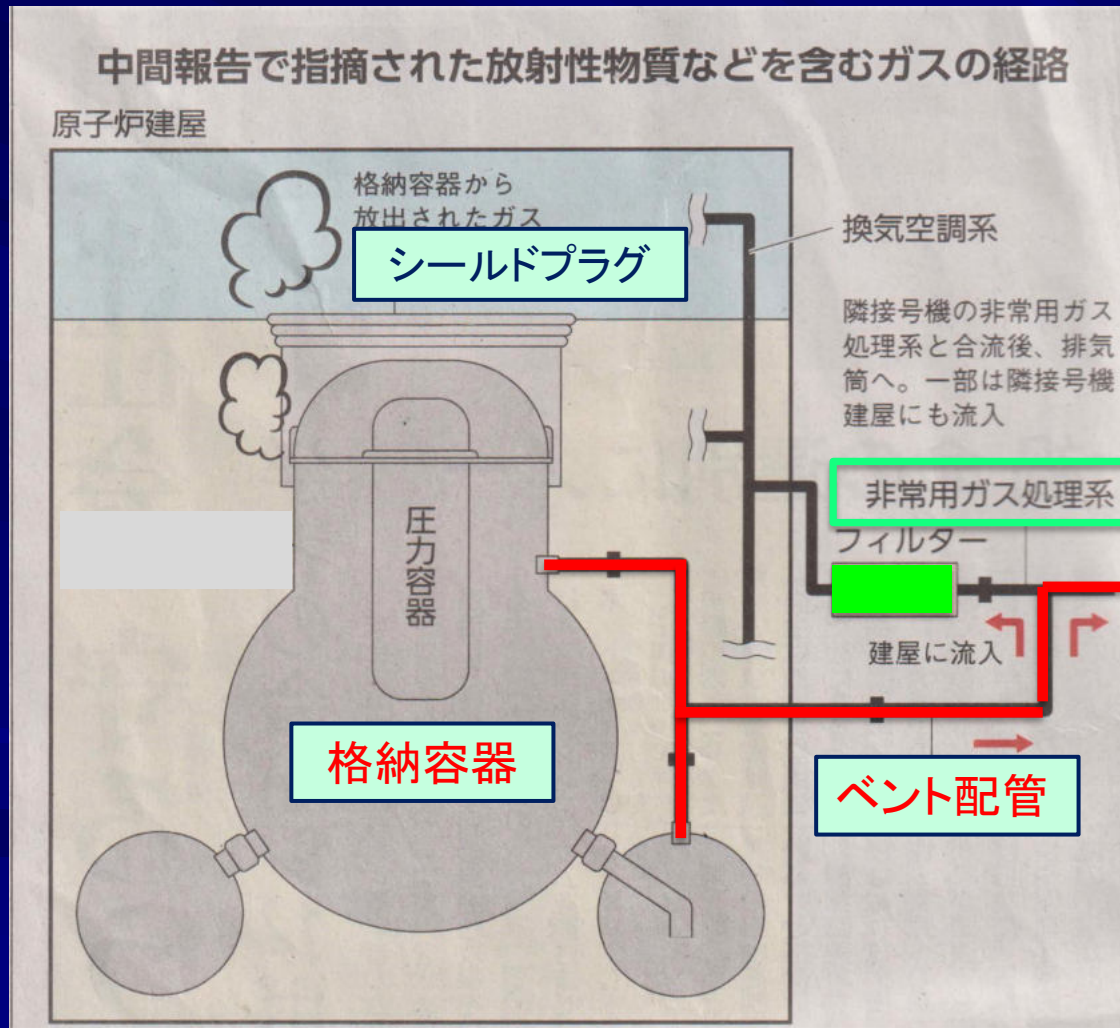 中間報告で指摘された放射性物質などを含むガスの経路
原子炉建屋
格納容器から
放出されたガス
シールドプラグ
換気空調系
隣接号機の非常用ガス
処理系と合流後、排気
筒へ。一部は隣接号機
建屋にも流入
非常用ガス処理系
フィルター
圧力容器
建屋に流入
格納容器
ベント配管